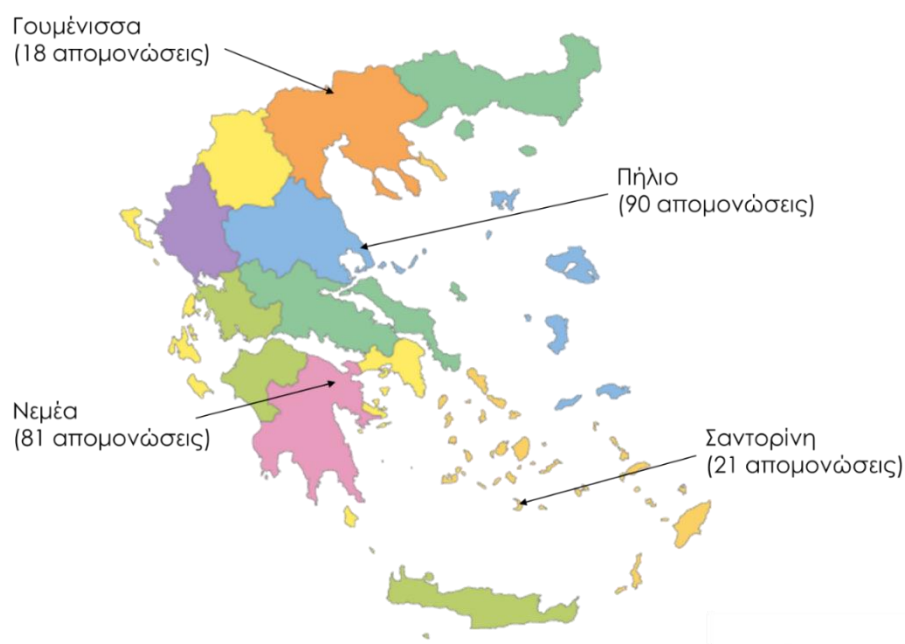 Γουμένισσα
(18 απομονώσεις)
Πήλιο
(90 απομονώσεις)
Νεμέα
(81 απομονώσεις)
Σαντορίνη
(21 απομονώσεις)